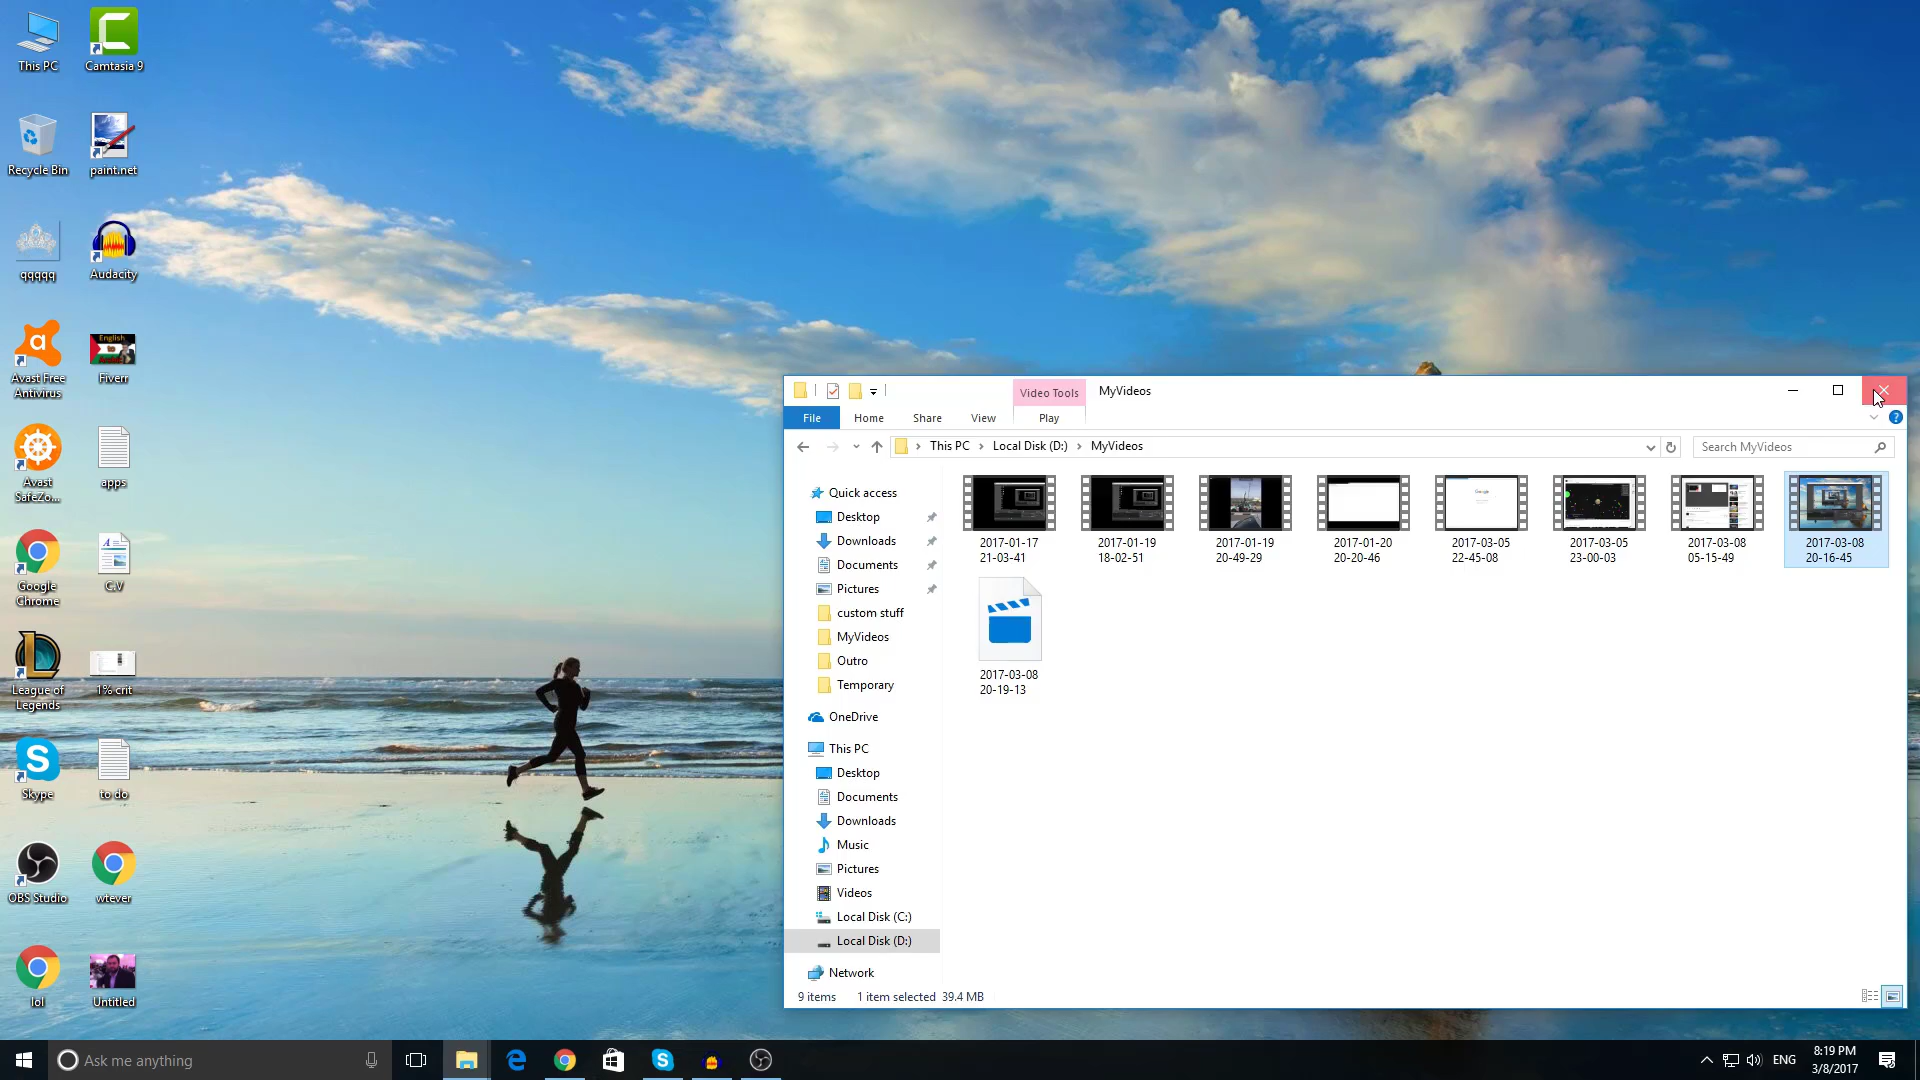 This PC
Camtasia 9
Recycle Bin
paint.net
qqqqq
Audacity
Avast Free
Antivirus
English
Fiverr
Avast
SafeZo...
apps
Google
Chrome
C.V
League of
Legends
1% crit
Skype
to do
OBS Studio
wtever
lol
Untitled
Video Tools
MyVideos
File
Home
Share
View
Play
This PC
Local Disk (D:)
MyVideos
Search MyVideos
Quick access
Desktop
Downloads
Documents
Pictures
custom stuff
MyVideos
Outro
Temporary
OneDrive
This PC
Desktop
Documents
Downloads
Music
Pictures
Videos
Local Disk (C:)
Local Disk (D:)
Network
2017-01-17
21-03-41
2017-01-19
18-02-51
2017-01-19
20-49-29
2017-01-20
20-20-46
2017-03-05
22-45-08
2017-03-05
23-00-03
2017-03-08
05-15-49
2017-03-08
20-16-45
2017-03-08
20-19-13
9 items
1 item selected 39.4 MB
Ask me anything
ENG
8:19 PM
3/8/2017